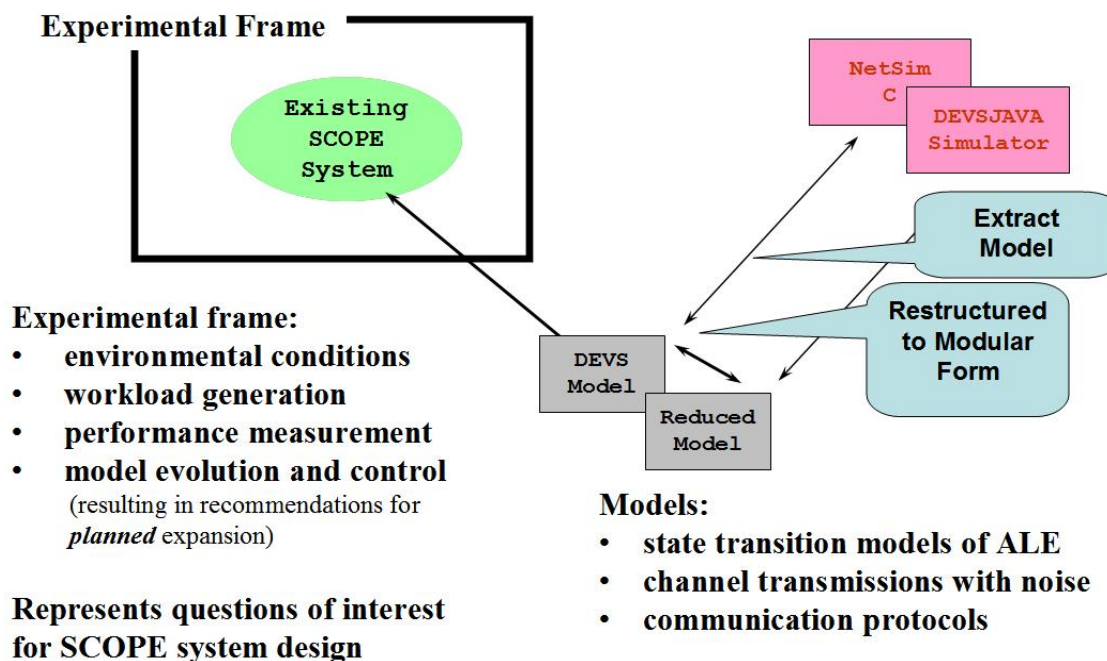 Experimental Frame
Existing
SCOPE
System
NetSim
C
DEVSJAVA
Simulator
Extract
Model
Restructured
to Modular
Form
DEVS
Model
Reduced
Model
Experimental frame:
• environmental conditions
• workload generation
• performance measurement
• model evolution and control
(resulting in recommendations for
planned expansion)
Represents questions of interest
for SCOPE system design
Models:
• state transition models of ALE
• channel transmissions with noise
• communication protocols